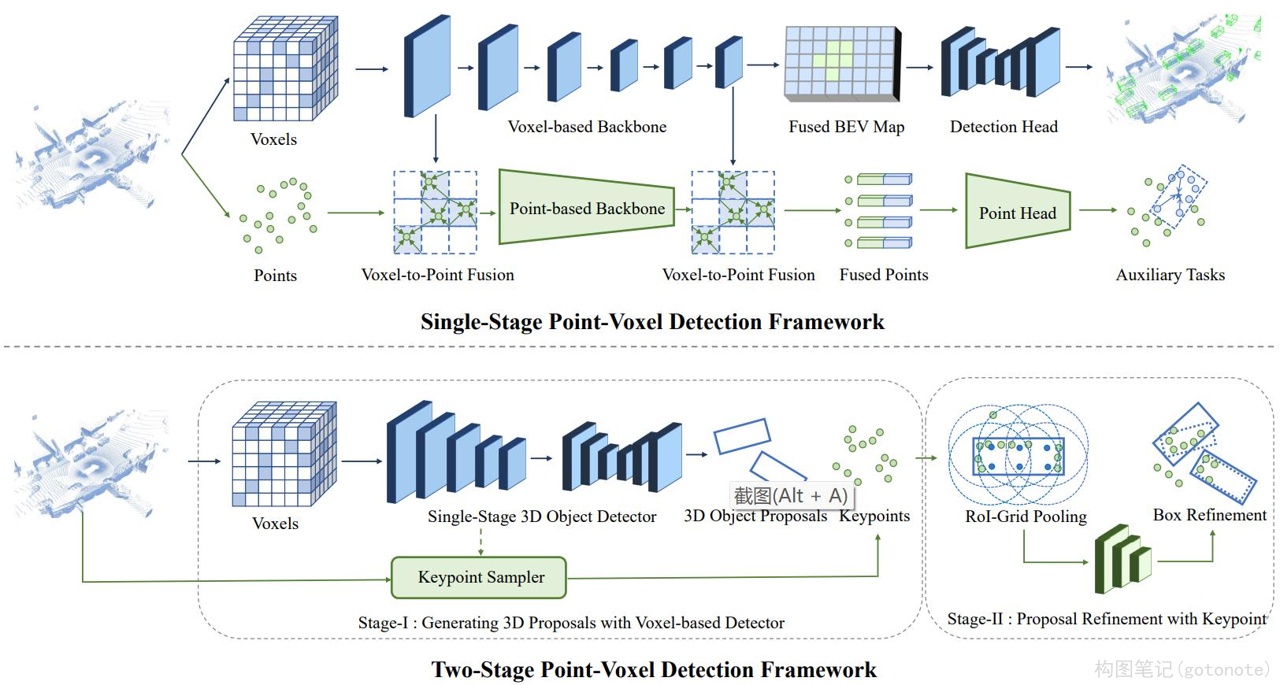 Voxels
Voxel-based Backbone
Fused BEV Map
Detection Head
Point-based Backbone
Point Head
Points
Voxel-to-Point Fusion
Voxel-to-Point Fusion
Fused Points
Auxiliary Tasks
Single-Stage Point-Voxel Detection Framework
Voxels
Single-Stage 3D Object Detector
截图(Alt + A)
3D Object Proposals
Keypoints
RoI-Grid Pooling
Box Refinement
Keypoint Sampler
Stage-I : Generating 3D Proposals with Voxel-based Detector
Stage-II : Proposal Refinement with Keypoint
Two-Stage Point-Voxel Detection Framework
构图笔记(gotonote)